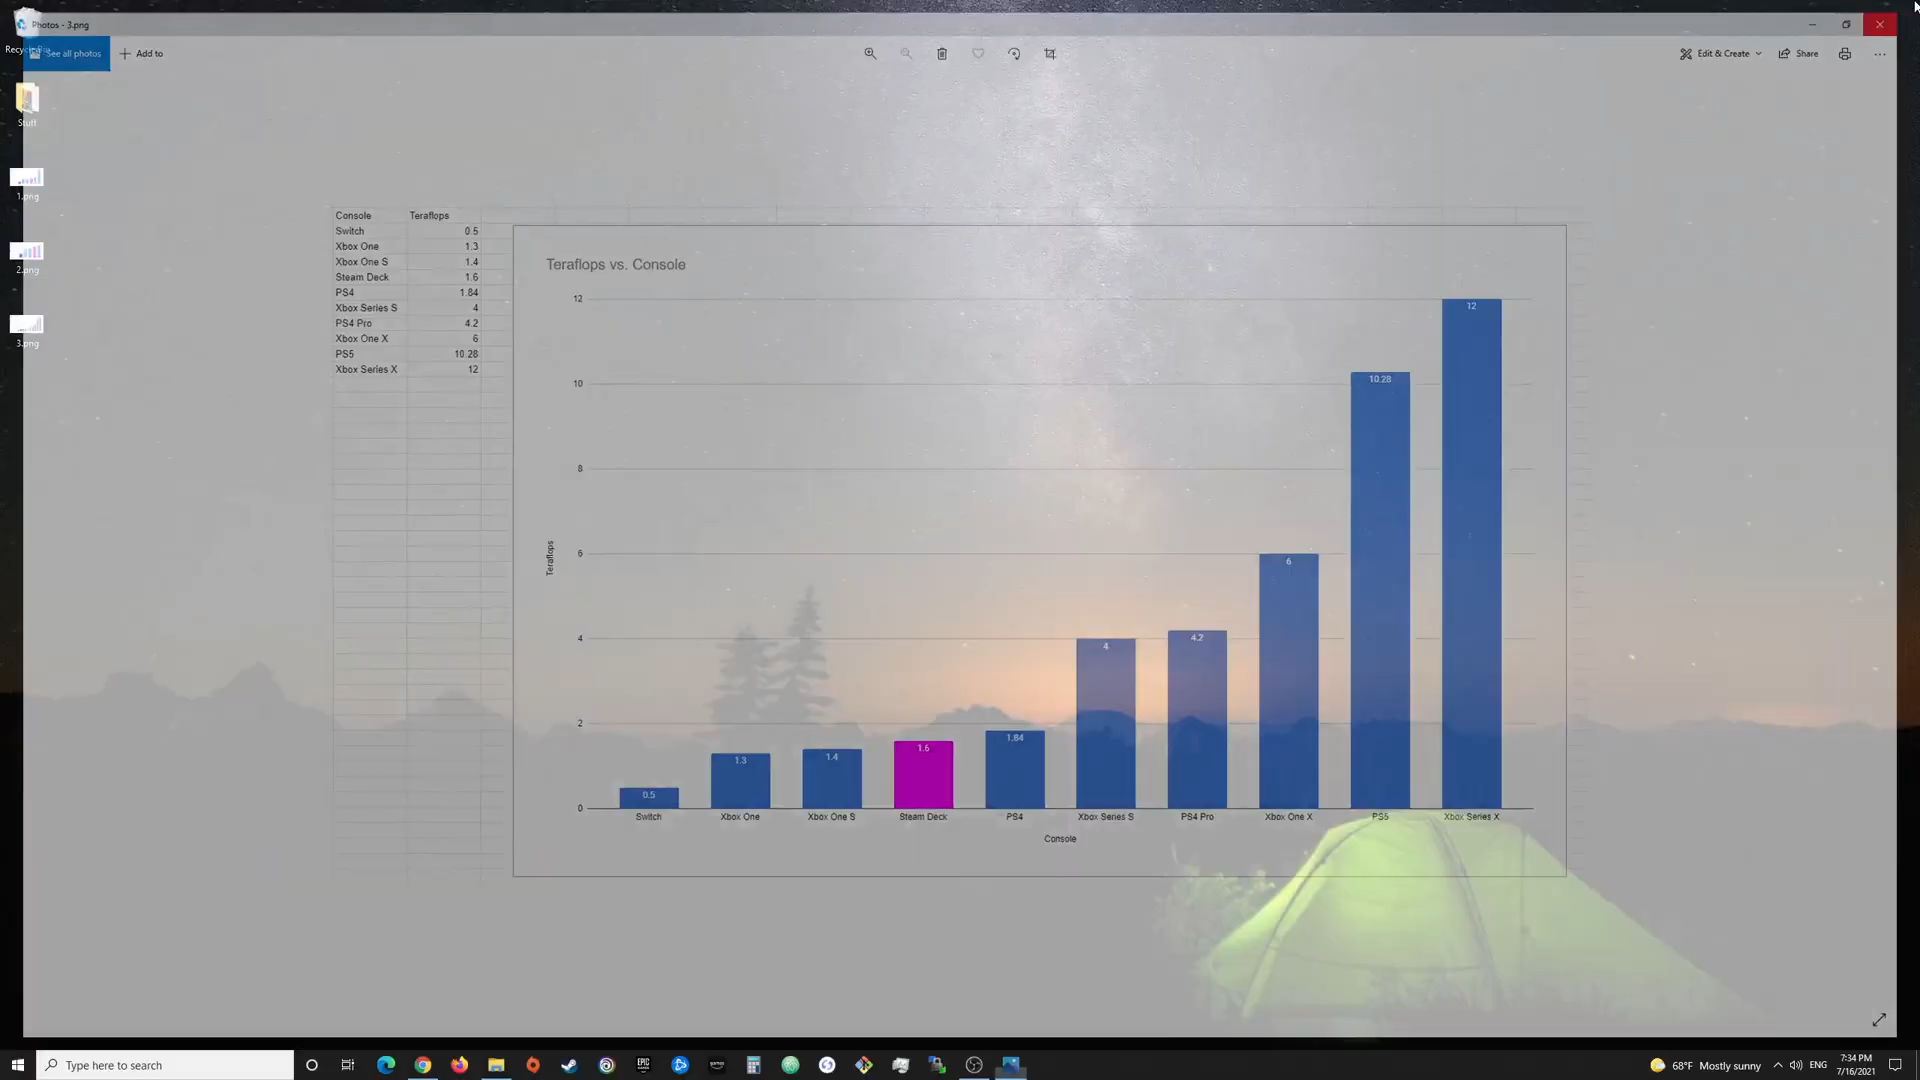 Photos - 3.png
Recycle Bin
See all photos
Add to
Edit & Create
Share
Stuff
1.png
2.png
3.png
Console Teraflops
Switch 0.5
Xbox One 1.3
Xbox One S 1.4
Steam Deck 1.6
PS4 1.84
Xbox Series S 4
PS4 Pro 4.2
Xbox One X 6
PS5 10.28
Xbox Series X 12
Teraflops vs. Console
12
10
8
6
4
2
0
Teraflops
0.5
1.3
1.4
1.6
1.84
4
4.2
6
10.28
12
Switch Xbox One Xbox One S Steam Deck PS4 Xbox Series S PS4 Pro Xbox One X PS5 Xbox Series X
Console
Type here to search
EPIC
68°F Mostly sunny
ENG
7:34 PM
7/16/2021